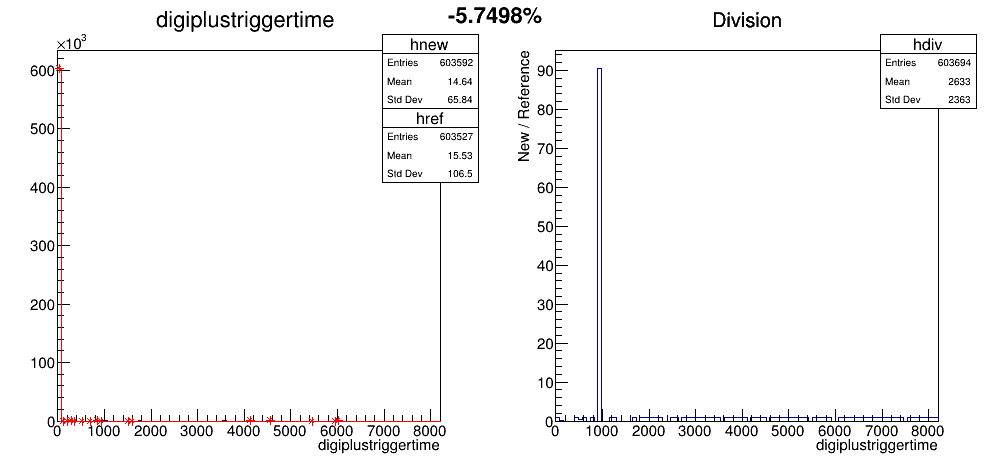 digiplustriggertime
-5.7498%
Division
×10³
hnew
Entries 603592
Mean 14.64
Std Dev 65.84
href
Entries 603527
Mean 15.53
Std Dev 106.5
600
500
400
300
200
100
0
0 1000 2000 3000 4000 5000 6000 7000 8000
digiplustriggertime
hdiv
Entries 603694
Mean 2633
Std Dev 2363
New / Reference
90
80
70
60
50
40
30
20
10
0
0 1000 2000 3000 4000 5000 6000 7000 8000
digiplustriggertime